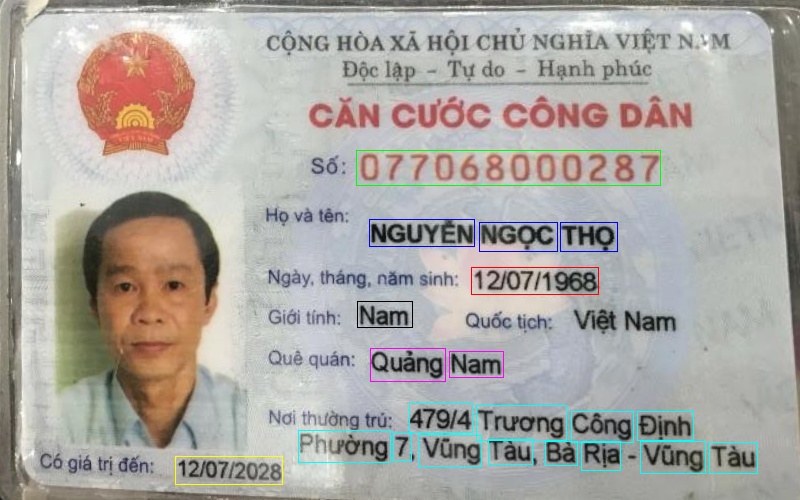 CỘNG HÒA XÃ HỘI CHỦ NGHĨA VIỆT NAM
Độc lập - Tự do - Hạnh phúc
CĂN CƯỚC CÔNG DÂN
Số: 077068000287
Họ và tên:
NGUYỄN NGỌC THỌ
Ngày, tháng, năm sinh: 12/07/1968
Giới tính: Nam Quốc tịch: Việt Nam
Quê quán: Quảng Nam
Nơi thường trú: 479/4 Trương Công Định
Phường 7, Vũng Tàu, Bà Rịa - Vũng Tàu
Có giá trị đến: 12/07/2028